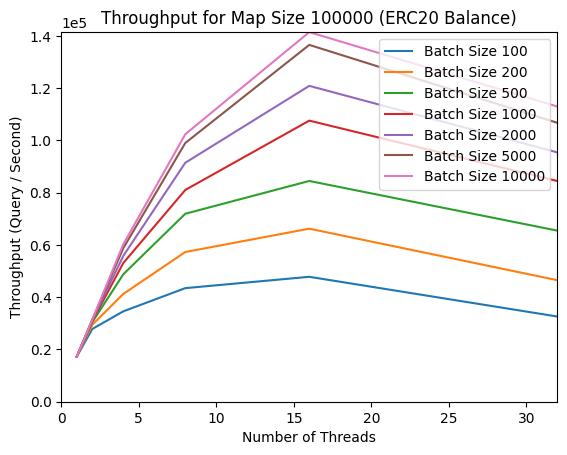 Throughput for Map Size 100000 (ERC20 Balance)
1e5
1.4
1.2
1.0
0.8
0.6
0.4
0.2
0.0
Throughput (Query / Second)
Batch Size 100
Batch Size 200
Batch Size 500
Batch Size 1000
Batch Size 2000
Batch Size 5000
Batch Size 10000
0 5 10 15 20 25 30
Number of Threads